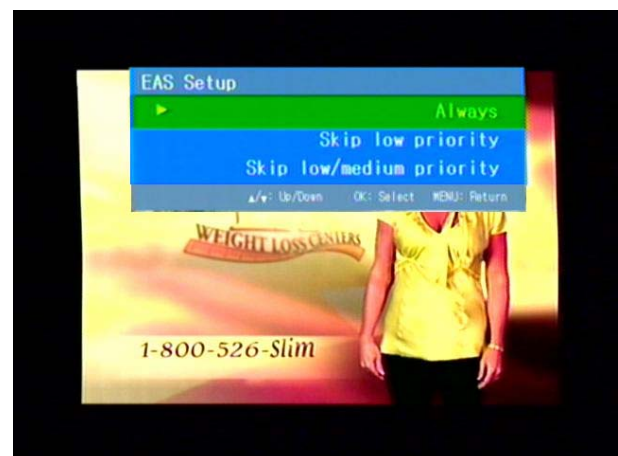 EAS Setup
Always
Skip low priority
Skip low/medium priority
▲/▼: Up/Down OK: Select MENU: Return
WEIGHT LOSS CENTERS
1-800-526-Slim